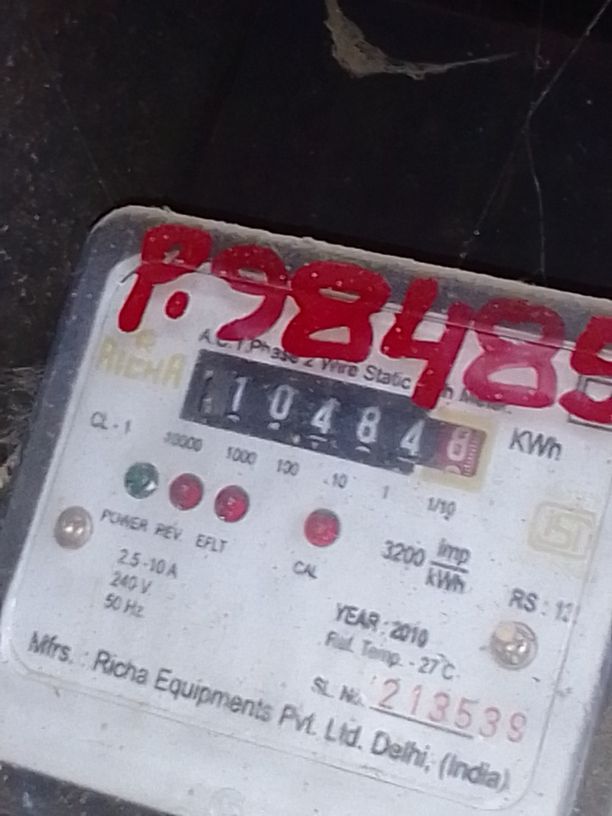 P.98485
RICHA
A.C. 1 Phase 2 Wire Static
10484 8 KWh
CL - 1
10000 1000 100 10 1 1/10
POWER REV. EFLT CAL
3200 imp/kWh
2.5-10 A
240 V
50 Hz
RS : 12
YEAR : 2010
Ref. Temp. - 27°C
SL. No. 213539
Mfrs. : Richa Equipments Pvt. Ltd. Delhi, (India)